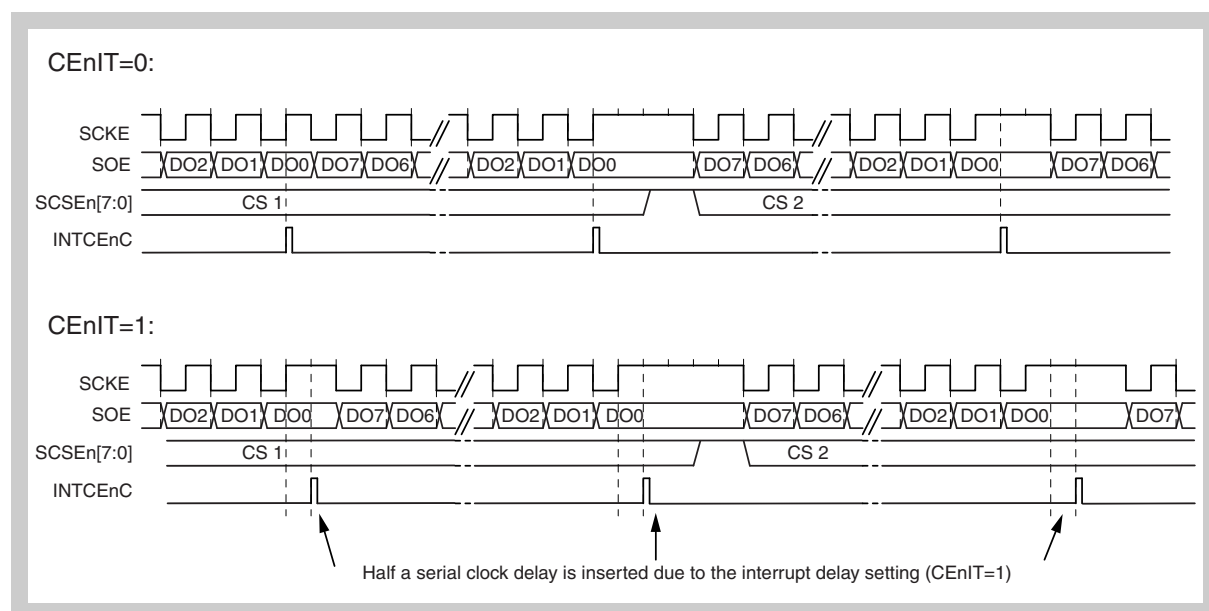 CEnIT=0:
SCKE
SOE DO2 DO1 DO0 DO7 DO6 DO2 DO1 DO0 DO7 DO6 DO2 DO1 DO0 DO7 DO6
SCSEn[7:0] CS 1 CS 2
INTCEnC
CEnIT=1:
SCKE
SOE DO2 DO1 DO0 DO7 DO6 DO2 DO1 DO0 DO7 DO6 DO2 DO1 DO0 DO7
SCSEn[7:0] CS 1 CS 2
INTCEnC
Half a serial clock delay is inserted due to the interrupt delay setting (CEnIT=1)